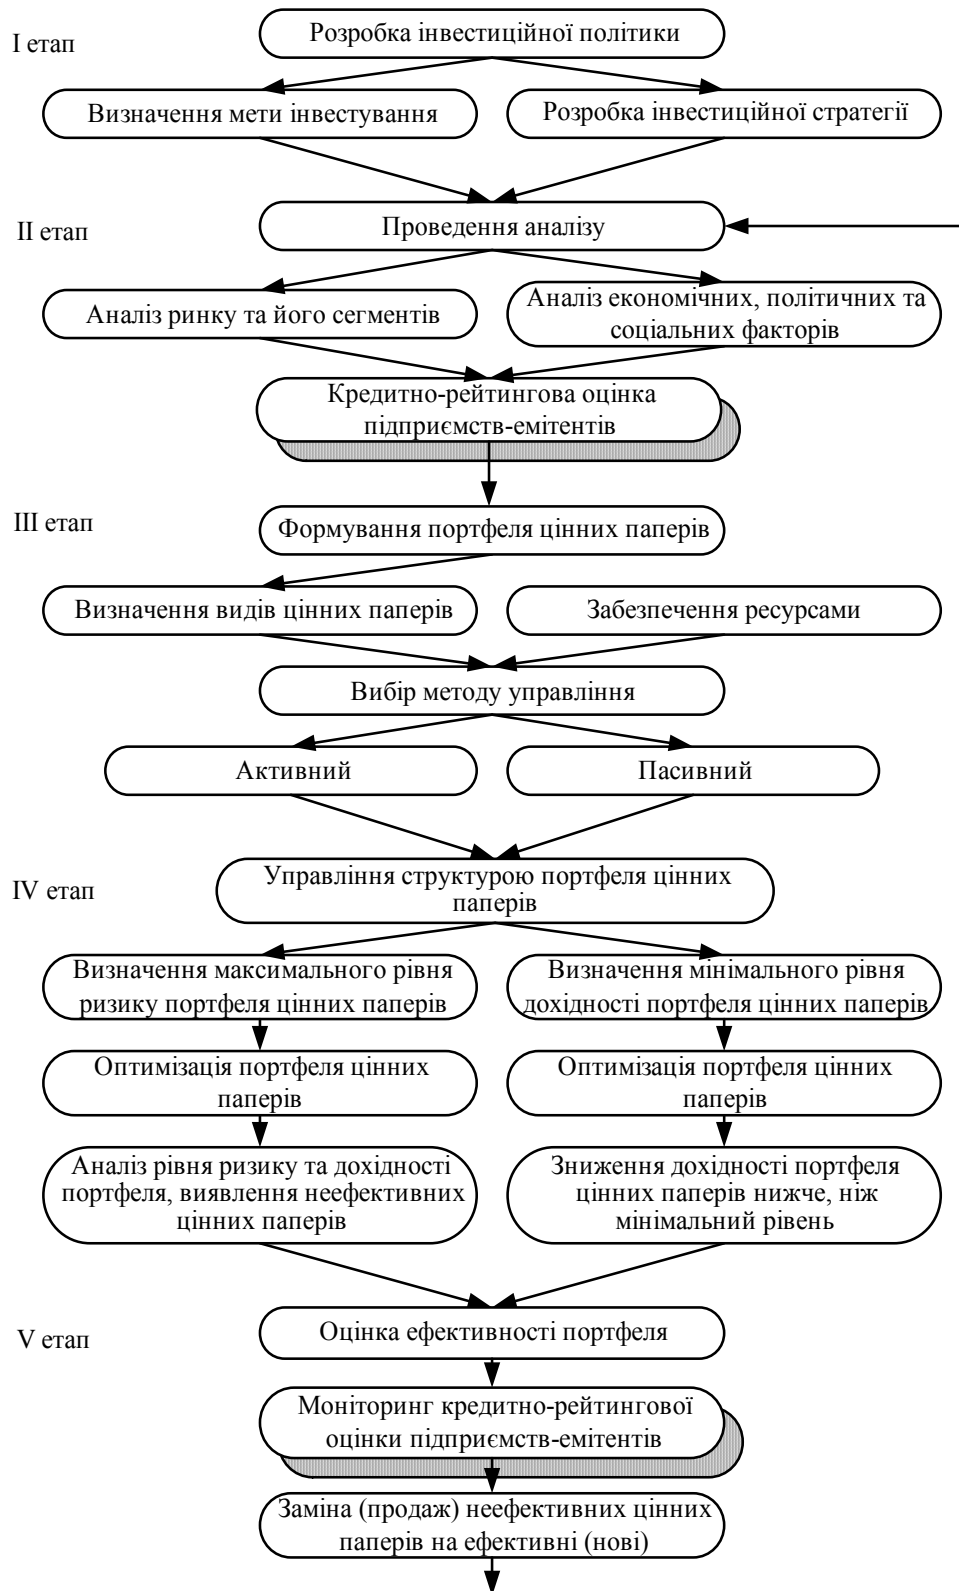 І етап
Розробка інвестиційної політики
Визначення мети інвестування
Розробка інвестиційної стратегії
ІІ етап
Проведення аналізу
Аналіз ринку та його сегментів
Аналіз економічних, політичних та
соціальних факторів
Кредитно-рейтингова оцінка
підприємств-емітентів
ІІІ етап
Формування портфеля цінних паперів
Визначення видів цінних паперів
Забезпечення ресурсами
Вибір методу управління
Активний
Пасивний
IV етап
Управління структурою портфеля цінних
паперів
Визначення максимального рівня
ризику портфеля цінних паперів
Визначення мінімального рівня
дохідності портфеля цінних паперів
Оптимізація портфеля цінних
паперів
Оптимізація портфеля цінних
паперів
Аналіз рівня ризику та дохідності
портфеля, виявлення неефективних
цінних паперів
Зниження дохідності портфеля
цінних паперів нижче, ніж
мінімальний рівень
V етап
Оцінка ефективності портфеля
Моніторинг кредитно-рейтингової
оцінки підприємств-емітентів
Заміна (продаж) неефективних цінних
паперів на ефективні (нові)